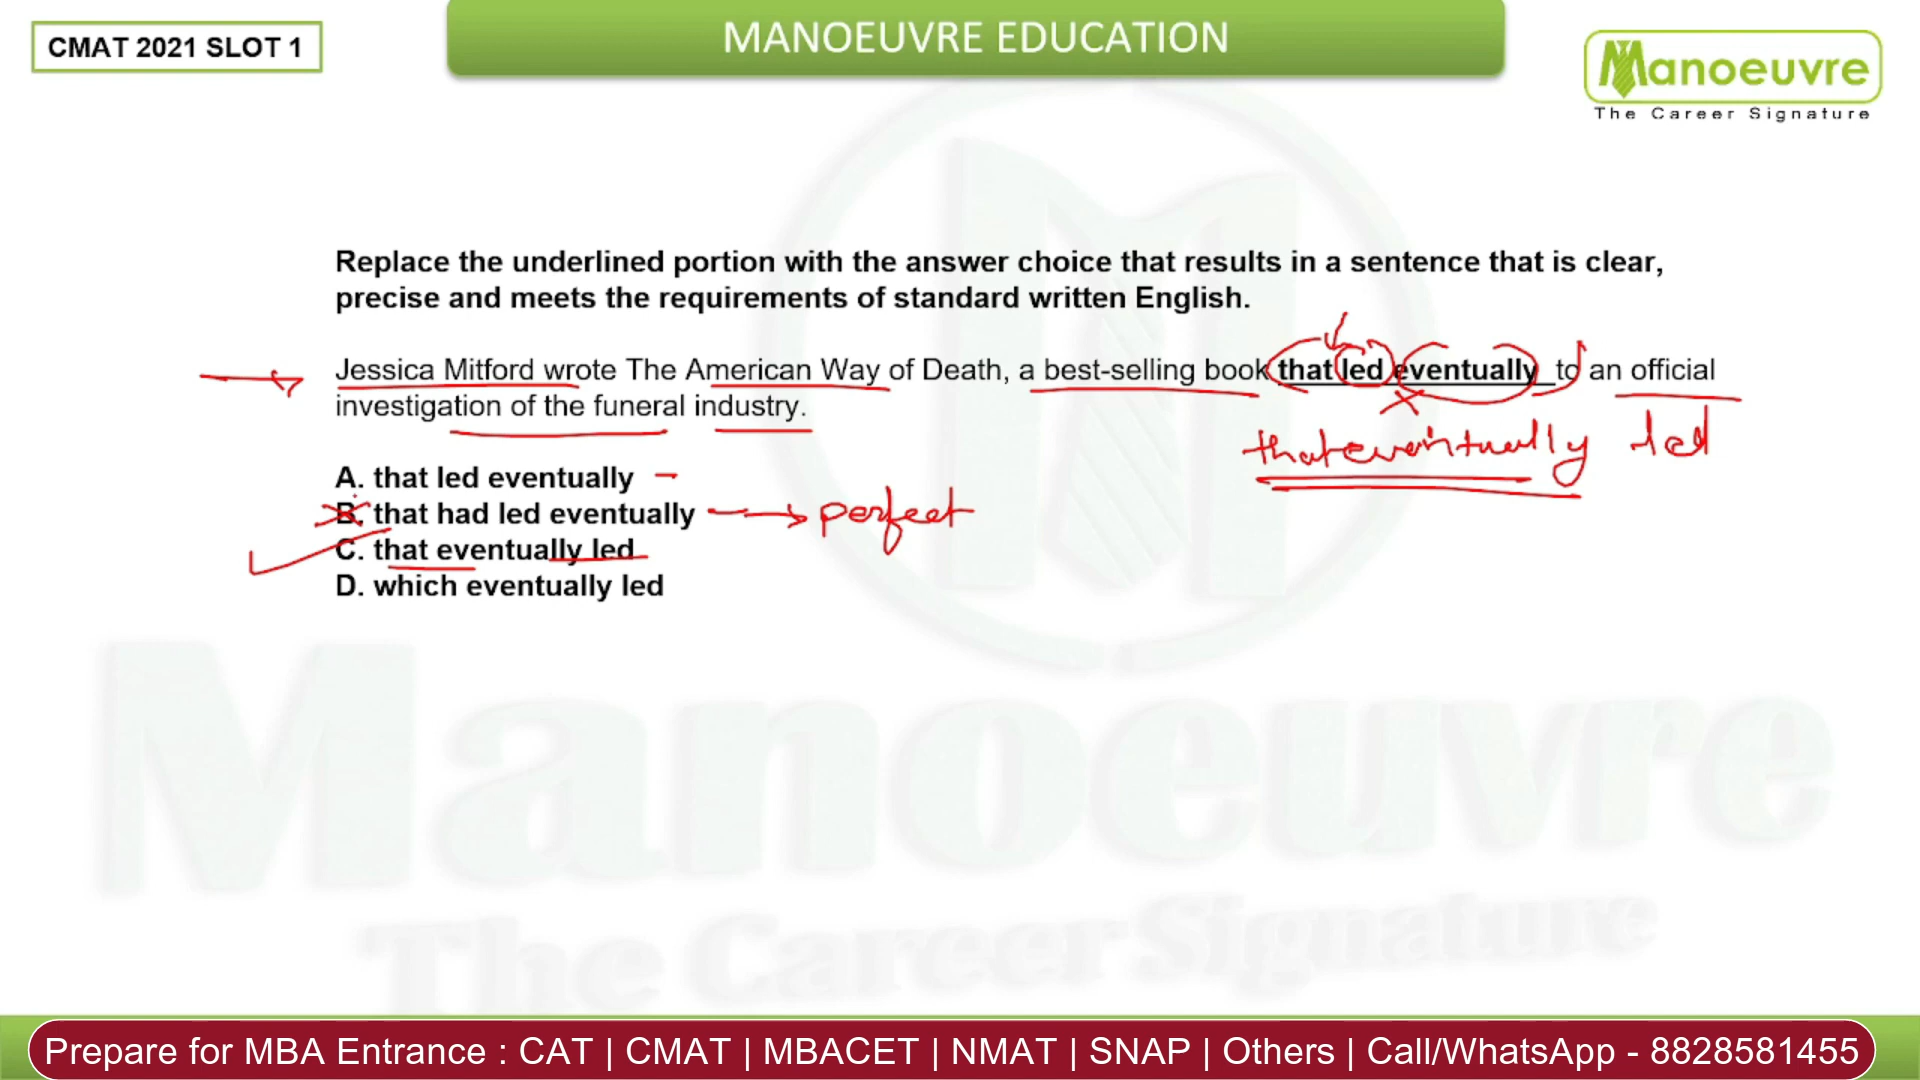 CMAT 2021 SLOT 1
MANOEUVRE EDUCATION
Manoeuvre
The Career Signature
Replace the underlined portion with the answer choice that results in a sentence that is clear,
precise and meets the requirements of standard written English.
Jessica Mitford wrote The American Way of Death, a best-selling book that led eventually to an official
investigation of the funeral industry.
that eventually led
A. that led eventually
B. that had led eventually → perfect
C. that eventually led
D. which eventually led
Manoeuvre
The Career Signature
Prepare for MBA Entrance : CAT | CMAT | MBACET | NMAT | SNAP | Others | Call/WhatsApp - 8828581455